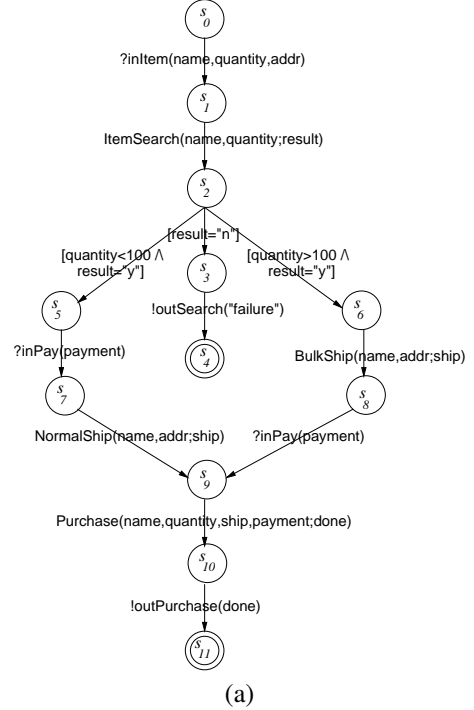 s0
?inItem(name,quantity,addr)
s1
ItemSearch(name,quantity;result)
s2
[quantity<100 /\
result="y"]
[result="n"]
[quantity>100 /\
result="y"]
s5
s3
s6
?inPay(payment)
!outSearch("failure")
BulkShip(name,addr;ship)
s7
s4
s8
NormalShip(name,addr;ship)
?inPay(payment)
s9
Purchase(name,quantity,ship,payment;done)
s10
!outPurchase(done)
s11
(a)